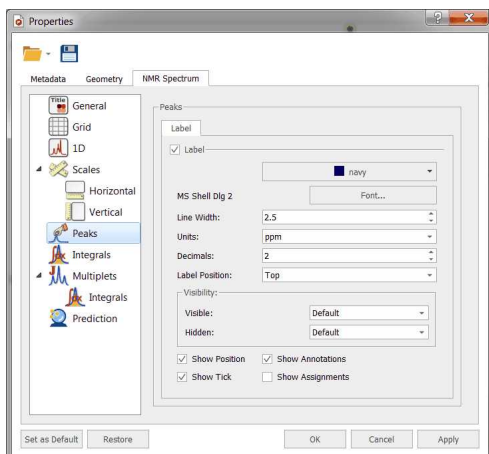 Properties
Metadata Geometry NMR Spectrum
Title
General
Grid
1D
Scales
Horizontal
Vertical
Peaks
Integrals
Multiplets
Integrals
Prediction
Peaks
Label
Label
navy
MS Shell Dlg 2 Font...
Line Width: 2.5
Units: ppm
Decimals: 2
Label Position: Top
Visibility:
Visible: Default
Hidden: Default
Show Position Show Annotations
Show Tick Show Assignments
Set as Default Restore OK Cancel Apply